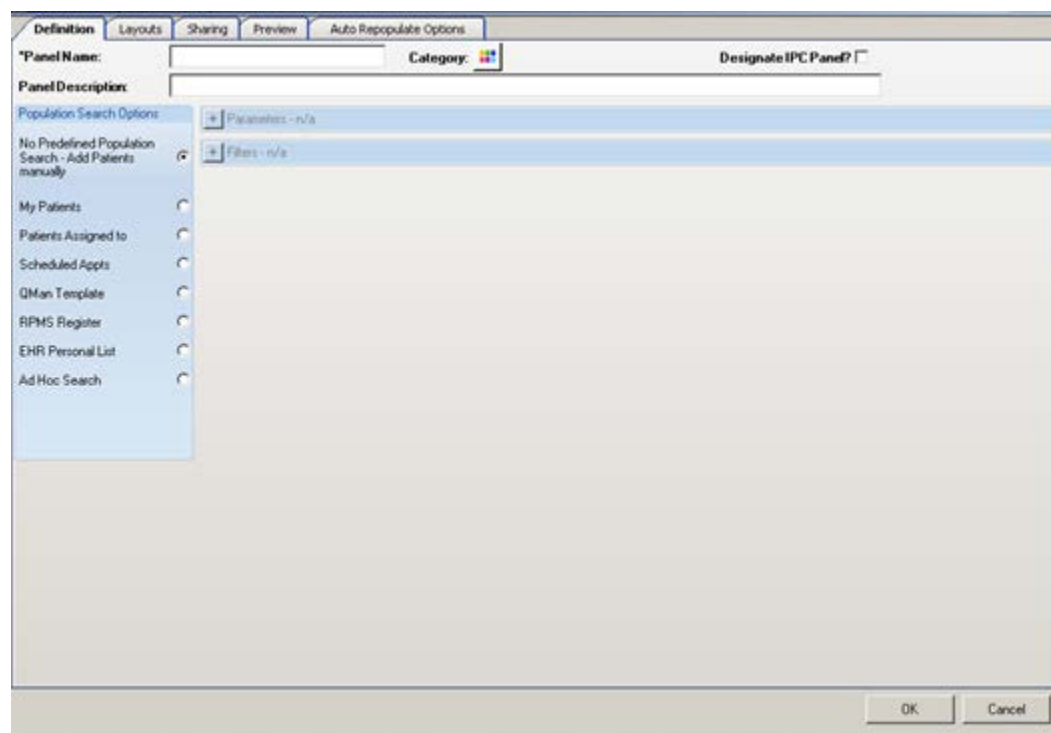 Definition Layouts Sharing Preview Auto Repopulate Options
*Panel Name: Category: Designate IPC Panel?
Panel Description:
Population Search Options
Parameters - n/a
No Predefined Population
Search - Add Patients
manually
Filters - n/a
My Patients
Patients Assigned to
Scheduled Appts
QMan Template
RPMS Register
EHR Personal List
Ad Hoc Search
OK Cancel